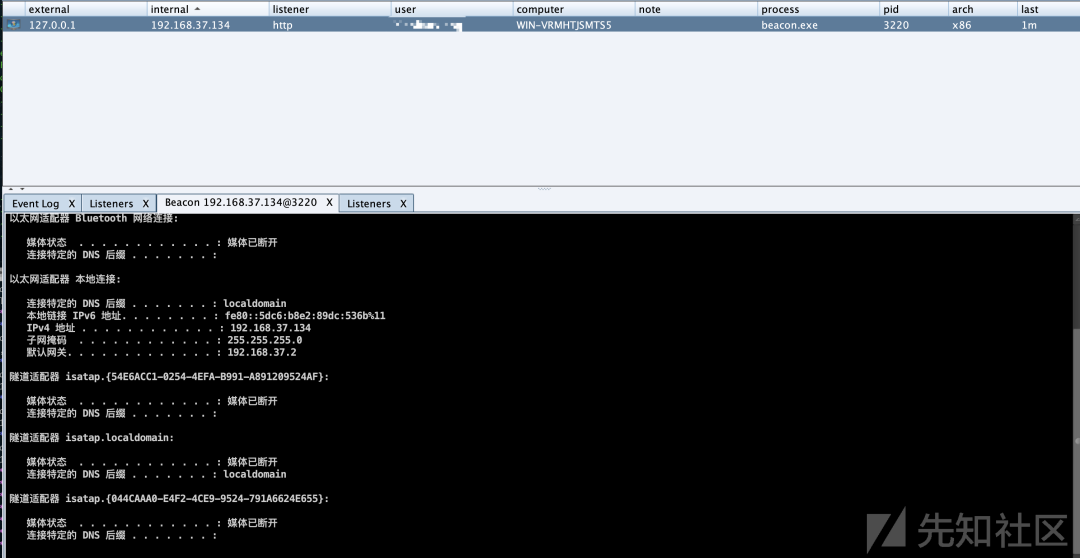 external internal listener user computer note process pid arch last
127.0.0.1 192.168.37.134 http WIN-VRMHTJSMTS5 beacon.exe 3220 x86 1m
Event Log X Listeners X Beacon 192.168.37.134@3220 X Listeners X
以太网适配器 Bluetooth 网络连接:
媒体状态 . . . . . . . . . . . . : 媒体已断开
连接特定的 DNS 后缀 . . . . . . . :
以太网适配器 本地连接:
连接特定的 DNS 后缀 . . . . . . . : localdomain
本地链接 IPv6 地址. . . . . . . . : fe80::5dc6:b8e2:89dc:536b%11
IPv4 地址 . . . . . . . . . . . . : 192.168.37.134
子网掩码 . . . . . . . . . . . . : 255.255.255.0
默认网关. . . . . . . . . . . . . : 192.168.37.2
隧道适配器 isatap.{54E6ACC1-0254-4EFA-B991-A891209524AF}:
媒体状态 . . . . . . . . . . . . : 媒体已断开
连接特定的 DNS 后缀 . . . . . . . :
隧道适配器 isatap.localdomain:
媒体状态 . . . . . . . . . . . . : 媒体已断开
连接特定的 DNS 后缀 . . . . . . . : localdomain
隧道适配器 isatap.{044CAAA0-E4F2-4CE9-9524-791A6624E655}:
媒体状态 . . . . . . . . . . . . : 媒体已断开
连接特定的 DNS 后缀 . . . . . . . :
先知社区